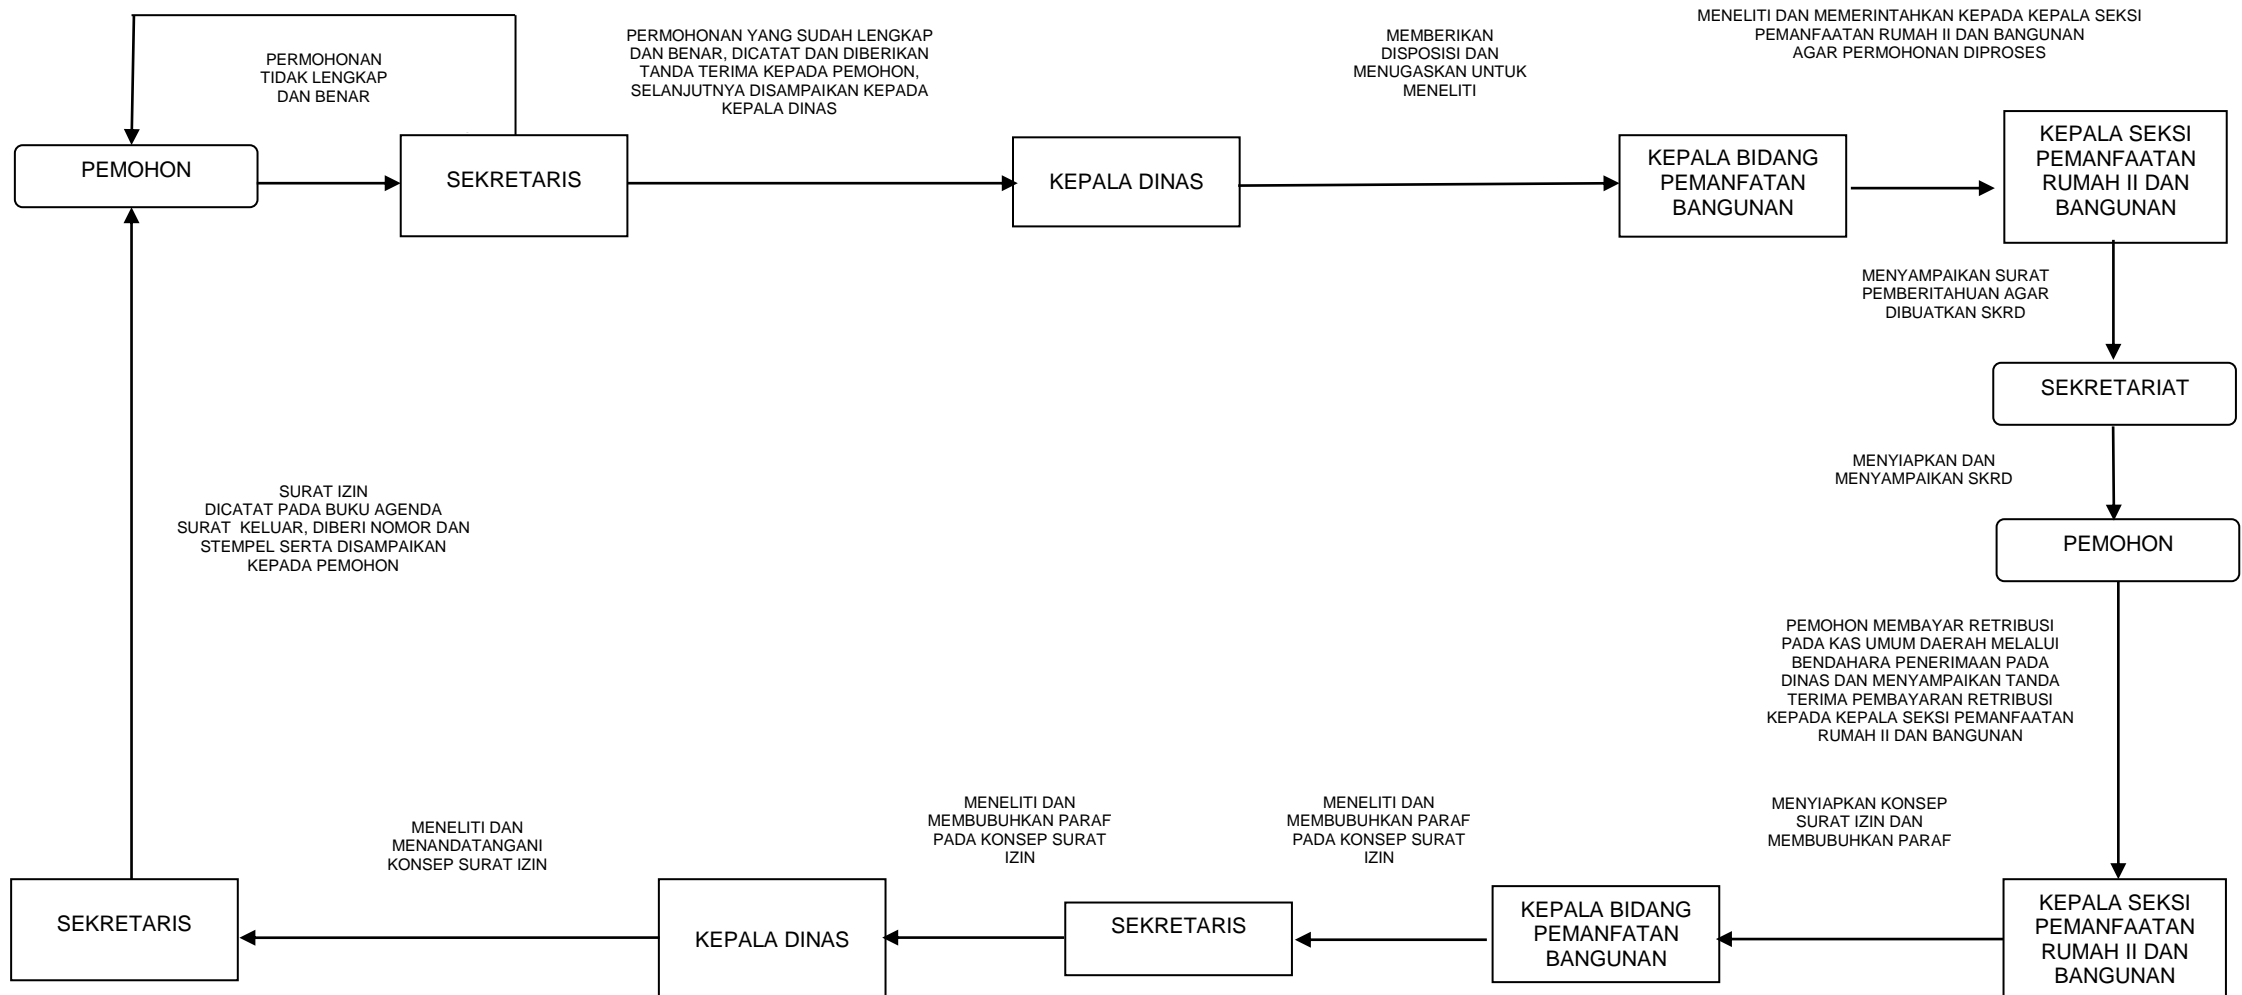 PERMOHONAN
TIDAK LENGKAP
DAN BENAR
PERMOHONAN YANG SUDAH LENGKAP
DAN BENAR, DICATAT DAN DIBERIKAN
TANDA TERIMA KEPADA PEMOHON,
SELANJUTNYA DISAMPAIKAN KEPADA
KEPALA DINAS
MEMBERIKAN
DISPOSISI DAN
MENUGASKAN UNTUK
MENELITI
MENELITI DAN MEMERINTAHKAN KEPADA KEPALA SEKSI
PEMANFAATAN RUMAH II DAN BANGUNAN
AGAR PERMOHONAN DIPROSES
PEMOHON
SEKRETARIS
KEPALA DINAS
KEPALA BIDANG
PEMANFATAN
BANGUNAN
KEPALA SEKSI
PEMANFAATAN
RUMAH II DAN
BANGUNAN
MENYAMPAIKAN SURAT
PEMBERITAHUAN AGAR
DIBUATKAN SKRD
SEKRETARIAT
MENYIAPKAN DAN
MENYAMPAIKAN SKRD
PEMOHON
PEMOHON MEMBAYAR RETRIBUSI
PADA KAS UMUM DAERAH MELALUI
BENDAHARA PENERIMAAN PADA
DINAS DAN MENYAMPAIKAN TANDA
TERIMA PEMBAYARAN RETRIBUSI
KEPADA KEPALA SEKSI PEMANFAATAN
RUMAH II DAN BANGUNAN
KEPALA SEKSI
PEMANFAATAN
RUMAH II DAN
BANGUNAN
MENYIAPKAN KONSEP
SURAT IZIN DAN
MEMBUBUHKAN PARAF
KEPALA BIDANG
PEMANFATAN
BANGUNAN
MENELITI DAN
MEMBUBUHKAN PARAF
PADA KONSEP SURAT
IZIN
SEKRETARIS
MENELITI DAN
MEMBUBUHKAN PARAF
PADA KONSEP SURAT
IZIN
KEPALA DINAS
MENELITI DAN
MENANDATANGANI
KONSEP SURAT IZIN
SEKRETARIS
SURAT IZIN
DICATAT PADA BUKU AGENDA
SURAT KELUAR, DIBERI NOMOR DAN
STEMPEL SERTA DISAMPAIKAN
KEPADA PEMOHON